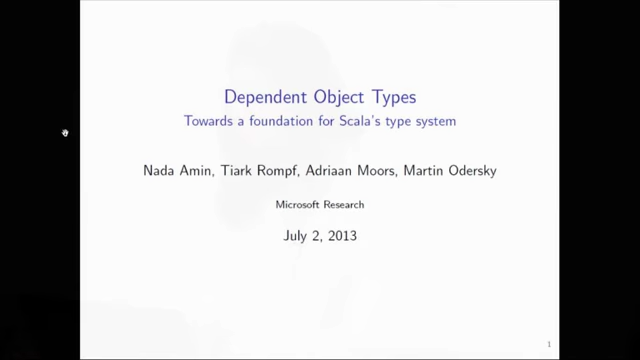 Dependent Object Types
Towards a foundation for Scala's type system
Nada Amin, Tiark Rompf, Adriaan Moors, Martin Odersky
Microsoft Research
July 2, 2013
1